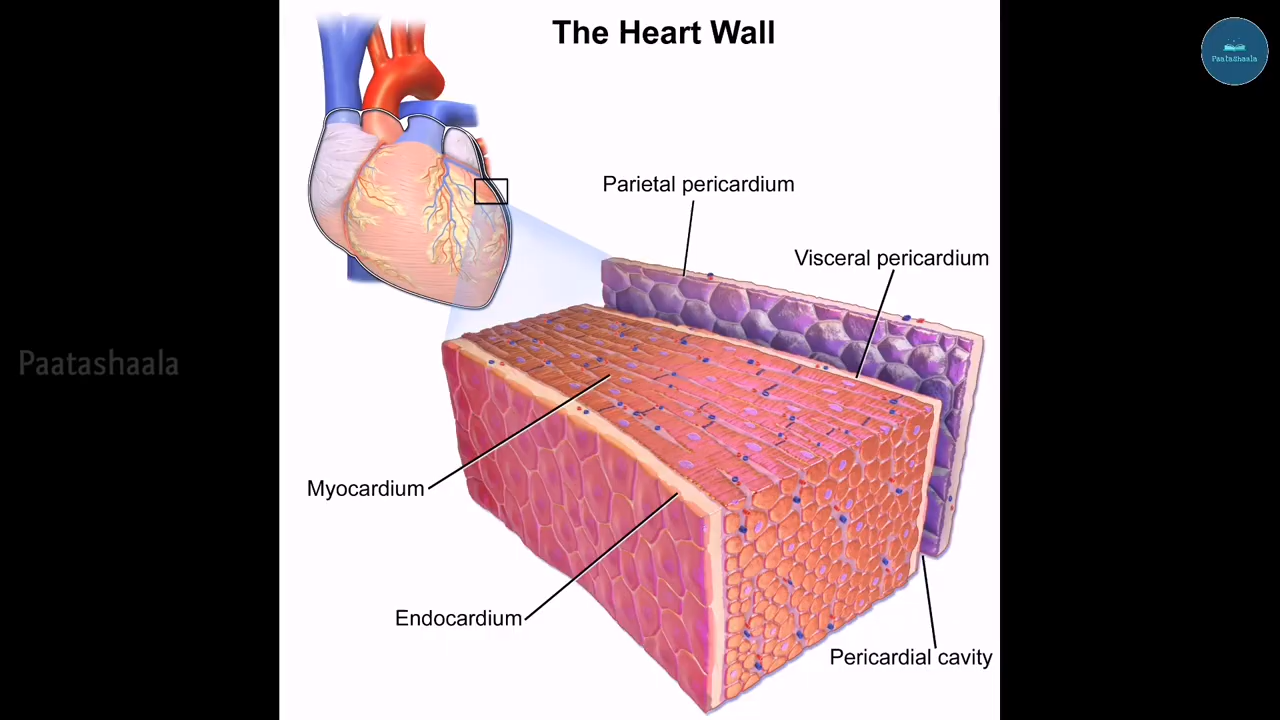 The Heart Wall
Paatashaala
Parietal pericardium
Visceral pericardium
Paatashaala
Myocardium
Endocardium
Pericardial cavity